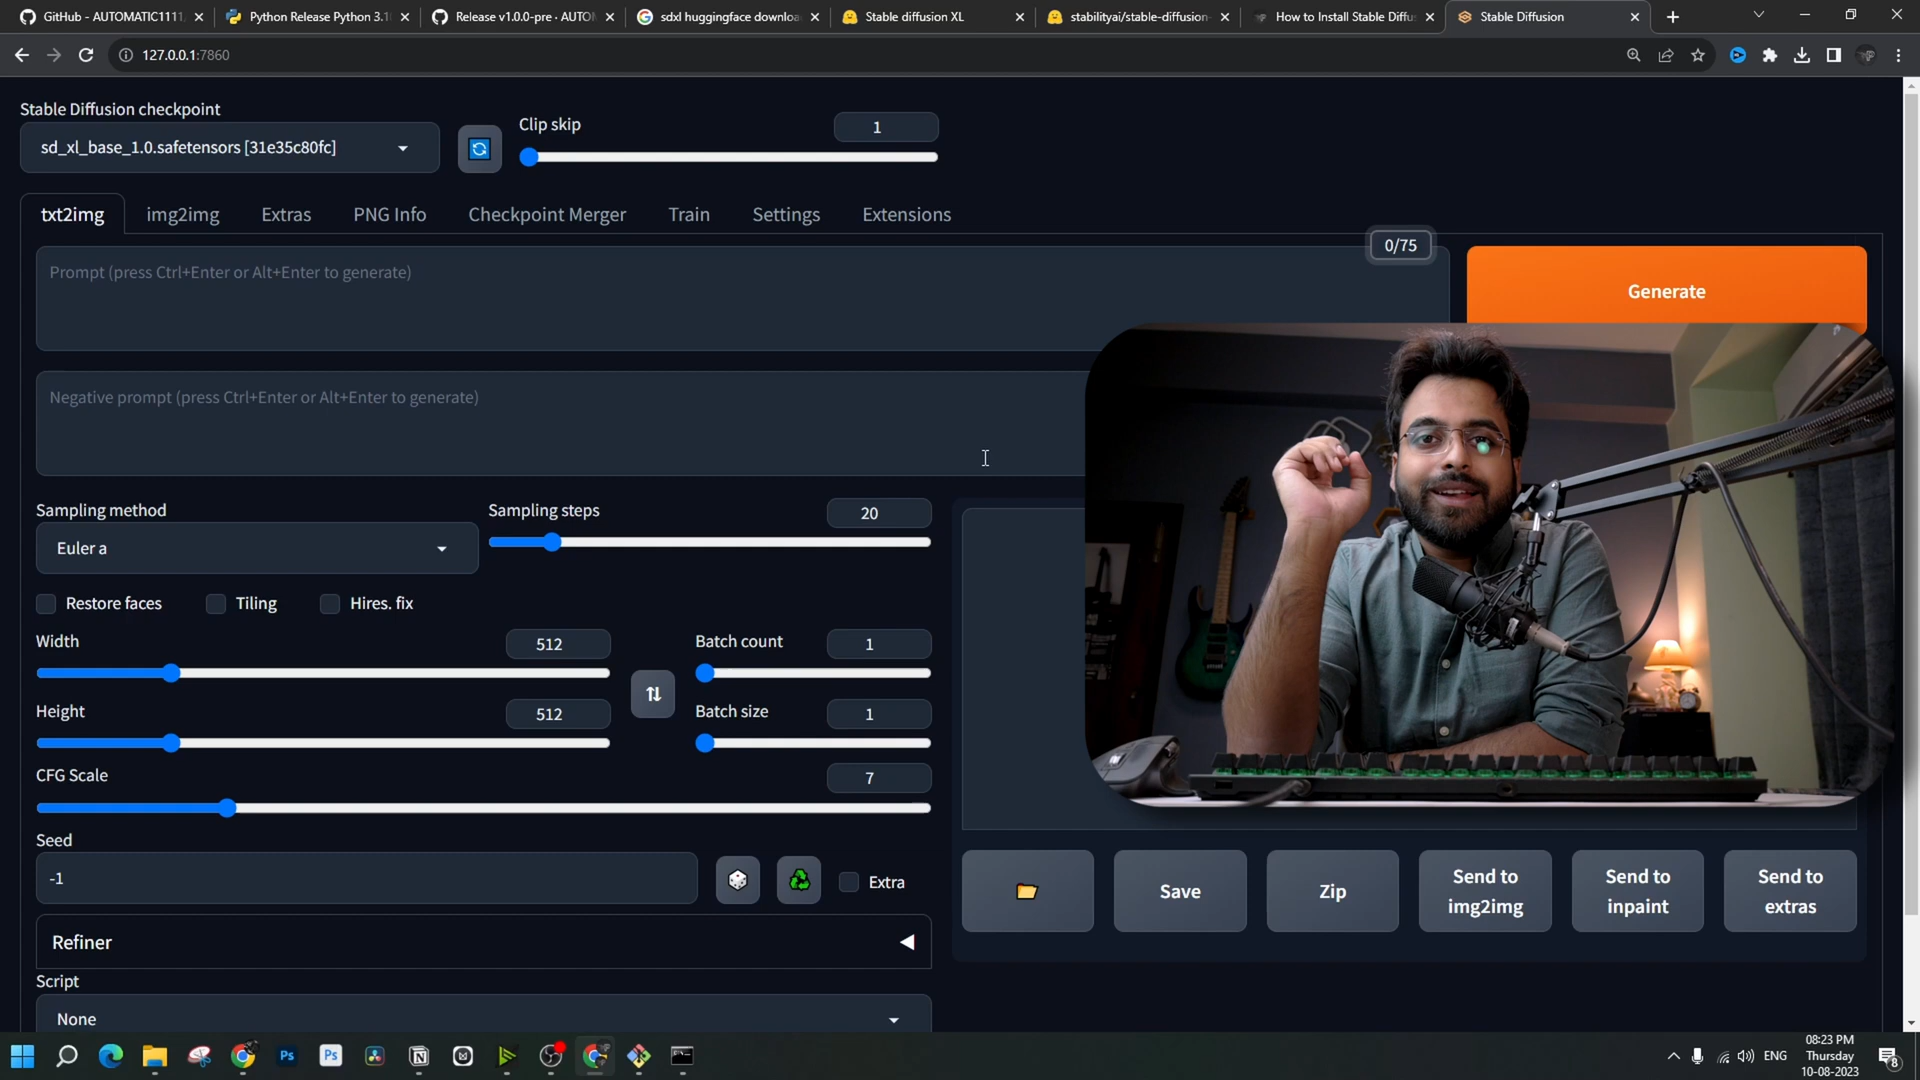 GitHub - AUTOMATIC1111
Python Release Python 3.1
Release v1.0.0-pre · AUTON
sdxl huggingface downloa
Stable diffusion XL
stabilityai/stable-diffusion-
How to Install Stable Diffus
Stable Diffusion
127.0.0.1:7860
Stable Diffusion checkpoint
sd_xl_base_1.0.safetensors [31e35c80fc]
Clip skip
1
txt2img
img2img
Extras
PNG Info
Checkpoint Merger
Train
Settings
Extensions
0/75
Prompt (press Ctrl+Enter or Alt+Enter to generate)
Generate
Negative prompt (press Ctrl+Enter or Alt+Enter to generate)
Sampling method
Euler a
Sampling steps
20
Restore faces
Tiling
Hires. fix
Width
512
Batch count
1
Height
512
Batch size
1
CFG Scale
7
Seed
-1
Extra
Save
Zip
Send to
img2img
Send to
inpaint
Send to
extras
Refiner
Script
None
Ps
Ps
ENG
08:23 PM
Thursday
10-08-2023
8